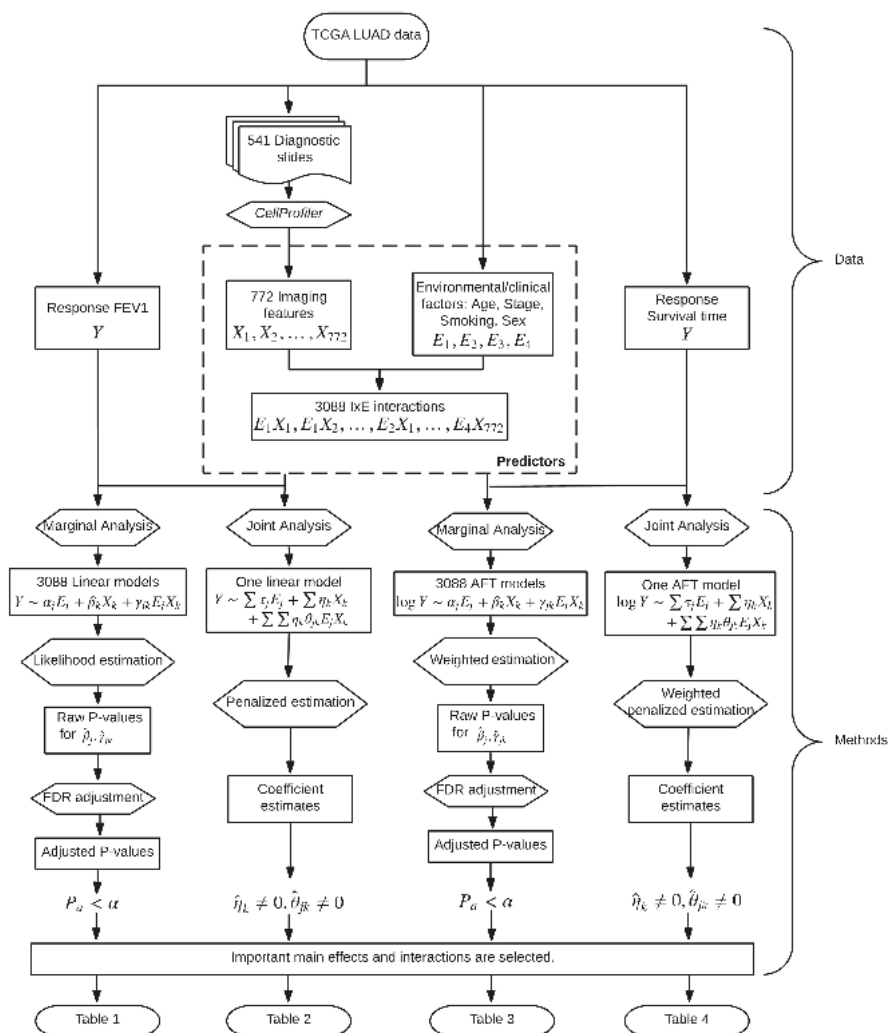 TCGA LUAD data
541 Diagnostic
slides
CellProfiler
Data
Response FEV1
Y
772 Imaging
features
X₁, X₂, … , X₇₇₂
Environmental/clinical
factors: Age, Stage,
Smoking. Sex
E₁, E₂, E₃, E₄
Response
Survival time
Y
3088 IxE interactions
E₁X₁, E₁X₂, … , E₂X₁, … , E₄X₇₇₂
Predictors
Marginal Analysis
Joint Analysis
Marginal Analysis
Joint Analysis
3088 Linear models
Y ~ αⱼEⱼ + βₖXₖ + γⱼₖEⱼXₖ
One linear model
Y ~ ∑ τⱼEⱼ + ∑ ηₖXₖ
+ ∑ ∑ ηₖθⱼₖEⱼXₖ
3088 AFT models
log Y ~ αⱼEⱼ + βₖXₖ + γⱼₖEⱼXₖ
One AFT model
log Y ~ ∑ τⱼEⱼ + ∑ ηₖXₖ
+ ∑ ∑ ηₖθⱼₖEⱼXₖ
Likelihood estimation
Penalized estimation
Weighted estimation
Weighted
penalized estimation
Raw P-values
for
Raw P-values
for
Methods
FDR adjustment
Coefficient
estimates
FDR adjustment
Coefficient
estimates
Adjusted P-values
Adjusted P-values
Pₐ < α
η̂ₖ ≠ 0, θ̂ⱼₖ ≠ 0
Pₐ < α
η̂ₖ ≠ 0, θ̂ⱼₖ ≠ 0
Important main effects and interactions are selected.
Table 1
Table 2
Table 3
Table 4